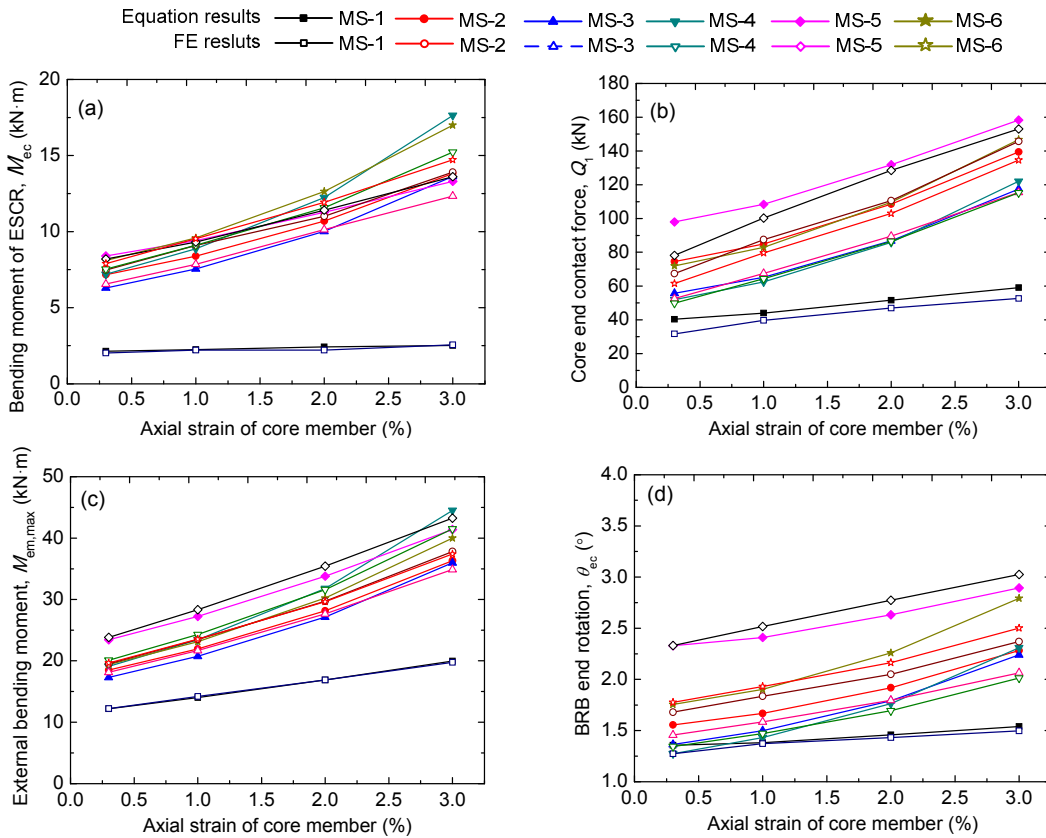 Equation results MS-1 MS-2 MS-3 MS-4 MS-5 MS-6
FE resluts MS-1 MS-2 MS-3 MS-4 MS-5 MS-6
(a)
Bending moment of ESCR, M_ec (kN·m)
20
15
10
5
0
0.0 0.5 1.0 1.5 2.0 2.5 3.0
Axial strain of core member (%)
(b)
Core end contact force, Q_1 (kN)
180
160
140
120
100
80
60
40
20
0
0.0 0.5 1.0 1.5 2.0 2.5 3.0
Axial strain of core member (%)
(c)
External bending moment, M_em,max (kN·m)
50
40
30
20
10
0
0.0 0.5 1.0 1.5 2.0 2.5 3.0
Axial strain of core member (%)
(d)
BRB end rotation, θ_ec (°)
4.0
3.5
3.0
2.5
2.0
1.5
1.0
0.0 0.5 1.0 1.5 2.0 2.5 3.0
Axial strain of core member (%)